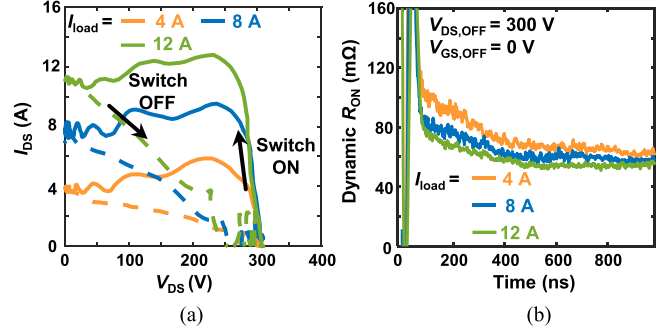 (a)
I_load =
4 A
8 A
12 A
Switch OFF
Switch ON
I_DS (A)
16
12
8
4
0
0
100
200
300
400
V_DS (V)
(a)
(b)
V_DS,OFF = 300 V
V_GS,OFF = 0 V
Dynamic R_ON (mΩ)
160
120
80
40
0
I_load =
4 A
8 A
12 A
0
200
400
600
800
Time (ns)
(b)